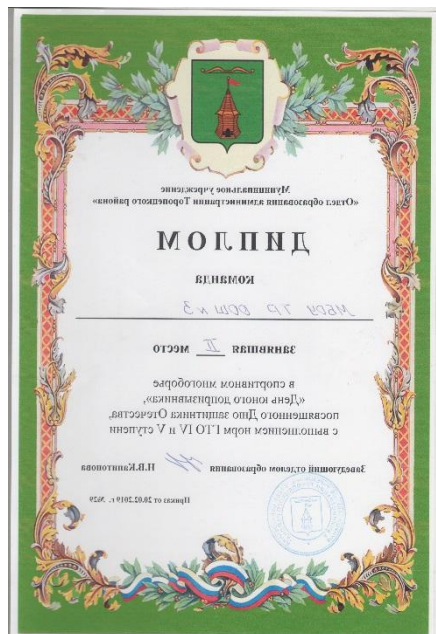 Муниципальное учреждение
«Отдел образования администрации Торопецкого района»
ДИПЛОМ
команда
МБОУ ТР ООШ №3
занявшая II место
в спортивном многоборье
«День юного допризывника»,
посвященного Дню защитника Отечества,
с выполнением норм ГТО IV и V ступени
Заведующий отделом образования Н.В.Капитонова
Приказ от 20.02.2019 г. №29